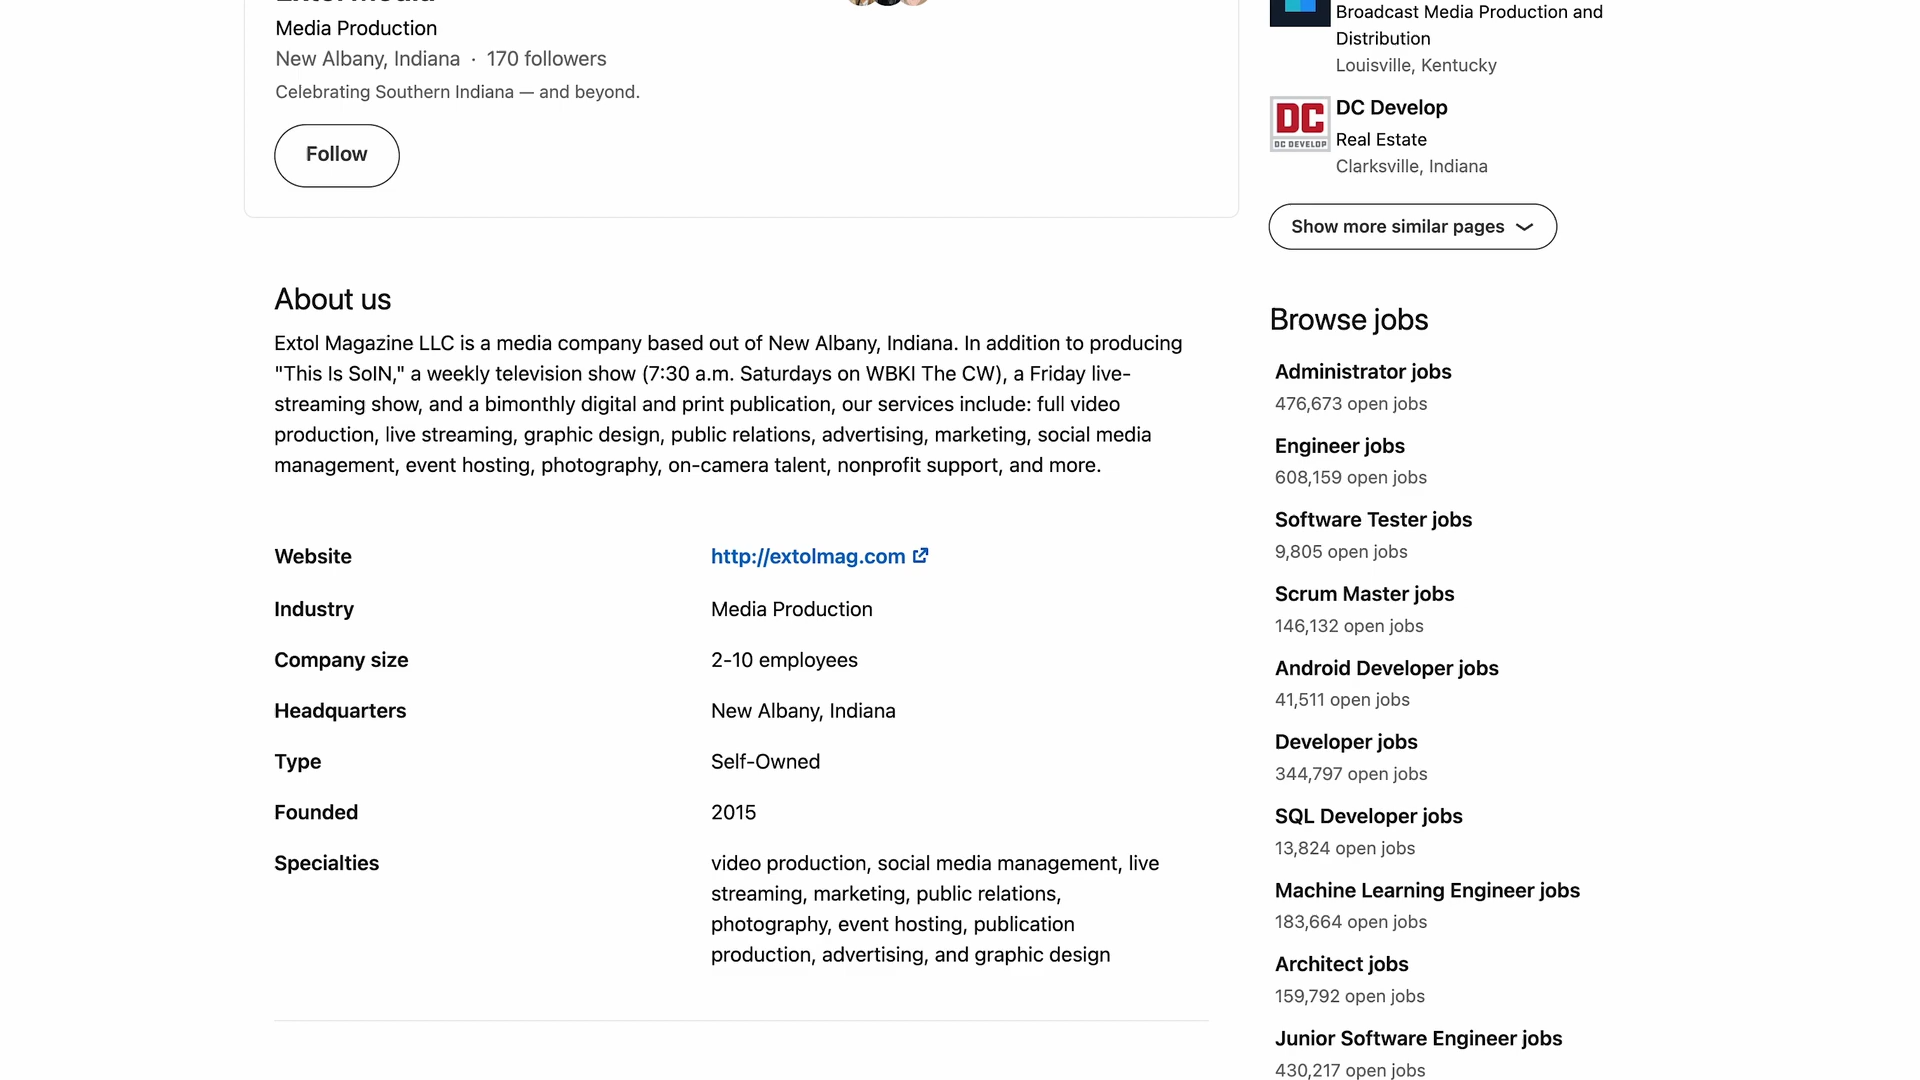 Media Production
New Albany, Indiana · 170 followers
Celebrating Southern Indiana — and beyond.
Follow
About us
Extol Magazine LLC is a media company based out of New Albany, Indiana. In addition to producing
"This Is SoIN," a weekly television show (7:30 a.m. Saturdays on WBKI The CW), a Friday live-
streaming show, and a bimonthly digital and print publication, our services include: full video
production, live streaming, graphic design, public relations, advertising, marketing, social media
management, event hosting, photography, on-camera talent, nonprofit support, and more.
Website http://extolmag.com
Industry Media Production
Company size 2-10 employees
Headquarters New Albany, Indiana
Type Self-Owned
Founded 2015
Specialties video production, social media management, live
streaming, marketing, public relations,
photography, event hosting, publication
production, advertising, and graphic design
Broadcast Media Production and
Distribution
Louisville, Kentucky
DC
DC DEVELOP
DC Develop
Real Estate
Clarksville, Indiana
Show more similar pages
Browse jobs
Administrator jobs
476,673 open jobs
Engineer jobs
608,159 open jobs
Software Tester jobs
9,805 open jobs
Scrum Master jobs
146,132 open jobs
Android Developer jobs
41,511 open jobs
Developer jobs
344,797 open jobs
SQL Developer jobs
13,824 open jobs
Machine Learning Engineer jobs
183,664 open jobs
Architect jobs
159,792 open jobs
Junior Software Engineer jobs
430,217 open jobs